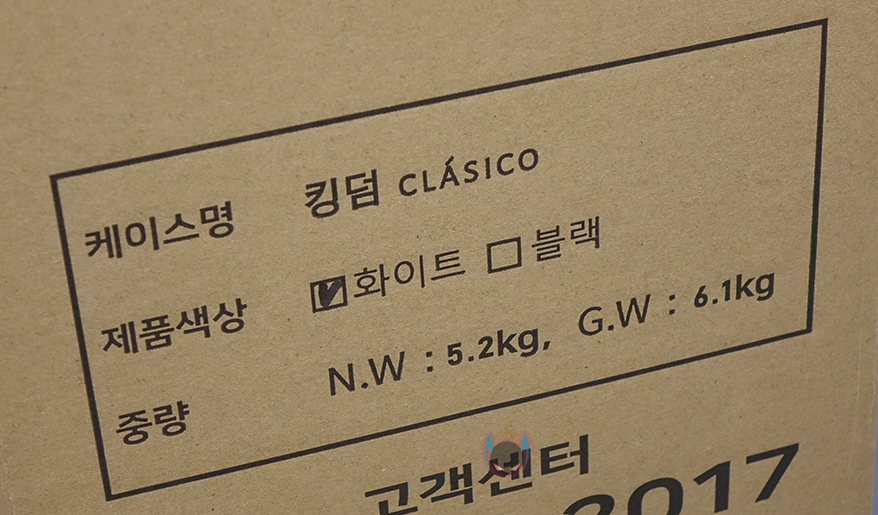 케이스명 킹덤 CLÁSICO
제품색상 ☑화이트 □블랙
중량 N.W : 5.2kg, G.W : 6.1kg
고객센터
2017